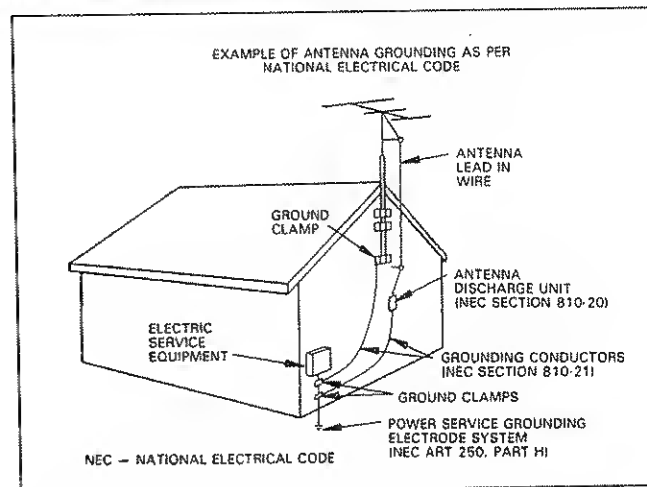 EXAMPLE OF ANTENNA GROUNDING AS PER
NATIONAL ELECTRICAL CODE
ANTENNA
LEAD IN
WIRE
GROUND
CLAMP
ANTENNA
DISCHARGE UNIT
(NEC SECTION 810-20)
ELECTRIC
SERVICE
EQUIPMENT
GROUNDING CONDUCTORS
(NEC SECTION 810-21)
GROUND CLAMPS
POWER SERVICE GROUNDING
ELECTRODE SYSTEM
(NEC ART 250, PART H)
NEC — NATIONAL ELECTRICAL CODE